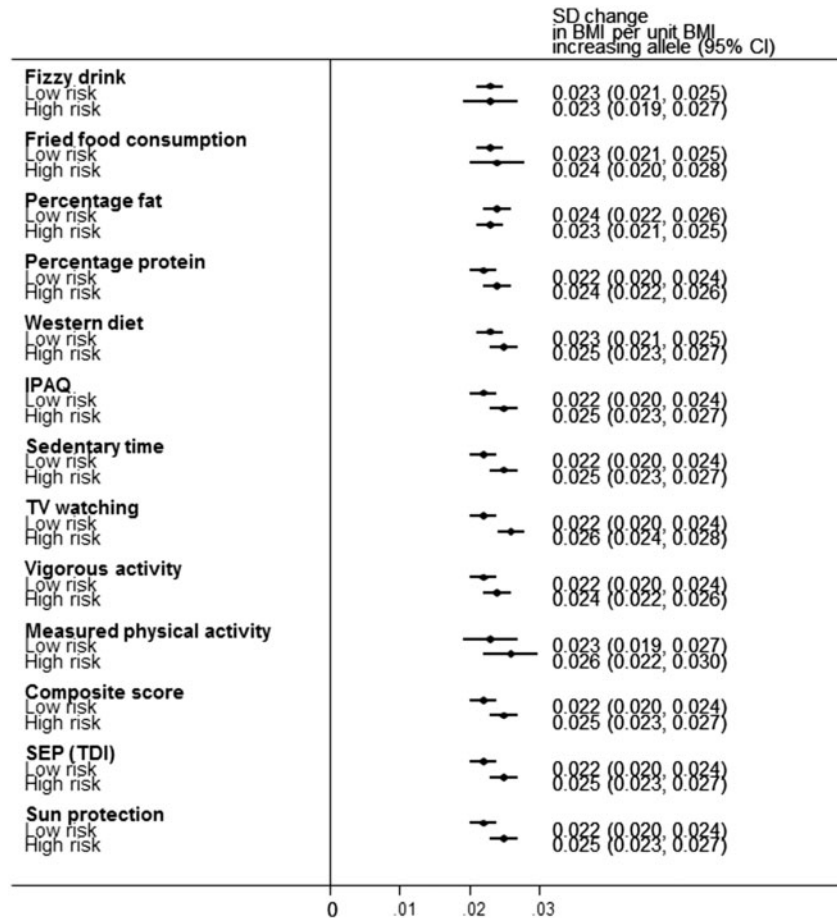 SD change
in BMI per unit BMI
increasing allele (95% CI)
Fizzy drink
Low risk 0.023 (0.021, 0.025)
High risk 0.023 (0.019, 0.027)
Fried food consumption
Low risk 0.023 (0.021, 0.025)
High risk 0.024 (0.020, 0.028)
Percentage fat
Low risk 0.024 (0.022, 0.026)
High risk 0.023 (0.021, 0.025)
Percentage protein
Low risk 0.022 (0.020, 0.024)
High risk 0.024 (0.022, 0.026)
Western diet
Low risk 0.023 (0.021, 0.025)
High risk 0.025 (0.023, 0.027)
IPAQ
Low risk 0.022 (0.020, 0.024)
High risk 0.025 (0.023, 0.027)
Sedentary time
Low risk 0.022 (0.020, 0.024)
High risk 0.025 (0.023, 0.027)
TV watching
Low risk 0.022 (0.020, 0.024)
High risk 0.026 (0.024, 0.028)
Vigorous activity
Low risk 0.022 (0.020, 0.024)
High risk 0.024 (0.022, 0.026)
Measured physical activity
Low risk 0.023 (0.019, 0.027)
High risk 0.026 (0.022, 0.030)
Composite score
Low risk 0.022 (0.020, 0.024)
High risk 0.025 (0.023, 0.027)
SEP (TDI)
Low risk 0.022 (0.020, 0.024)
High risk 0.025 (0.023, 0.027)
Sun protection
Low risk 0.022 (0.020, 0.024)
High risk 0.025 (0.023, 0.027)
0 .01 .02 .03